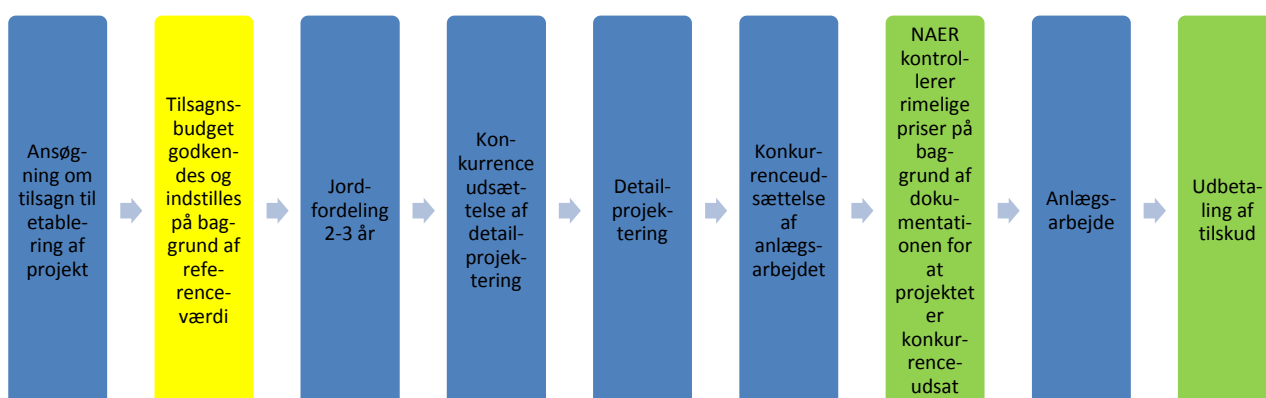 Ansøg-
ning om
tilsagn til
etable-
ring af
projekt
Tilsagns-
budget
godken-
des og
indstilles
på bag-
grund af
refe-
rence-
værdi
Jord-
fordeling
2-3 år
Kon-
kurrence
udsæt-
telse af
detail-
projek-
tering
Detail-
projek-
tering
Konkur-
renceud-
sættelse
af
anlægs-
arbejdet
NAER
kontrol-
lerer
rimelige
priser på
bag-
grund af
doku-
mentati-
onen for
at
projektet
er
konkur-
rence-
udsat
Anlægs-
arbejde
Udbeta-
ling af
tilskud